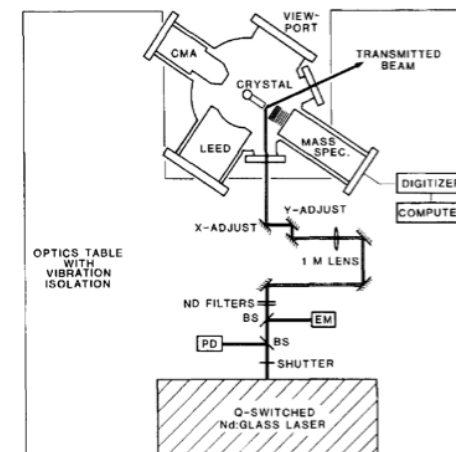 VIEW-
PORT
CMA
TRANSMITTED
BEAM
CRYSTAL
LEED
MASS
SPEC.
DIGITIZER
COMPUTE
Y-ADJUST
X-ADJUST
1 M LENS
OPTICS TABLE
WITH
VIBRATION
ISOLATION
ND FILTERS
BS
EM
PD
BS
SHUTTER
Q-SWITCHED
Nd:GLASS LASER